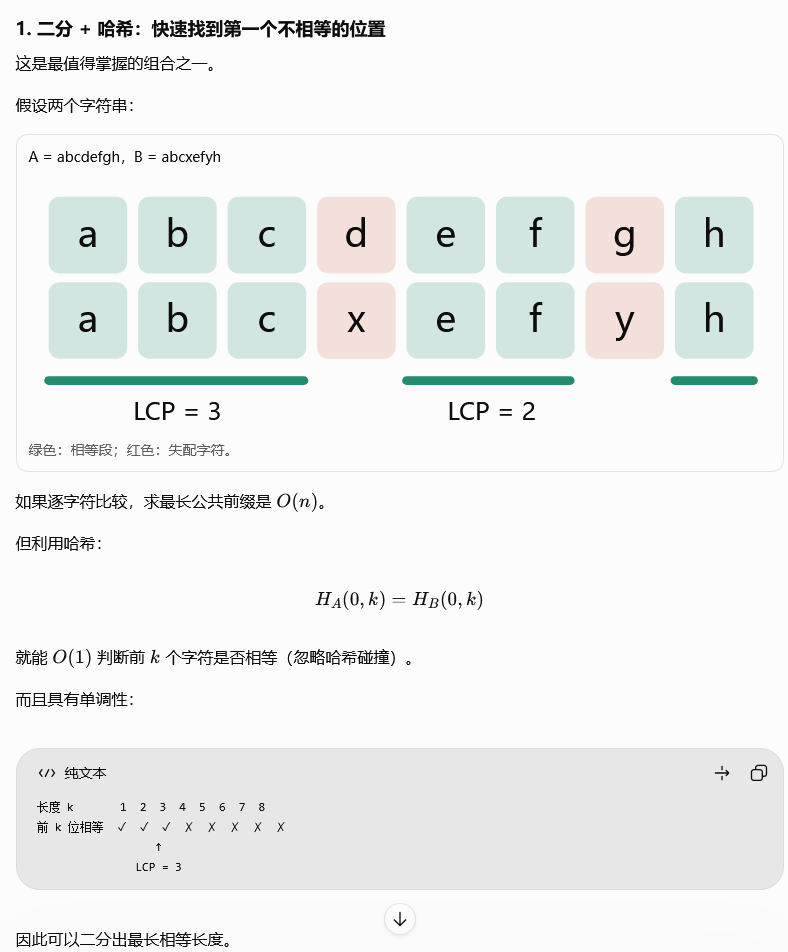 1. 二分 + 哈希：快速找到第一个不相等的位置
这是最值得掌握的组合之一。
假设两个字符串：
A = abcdefgh，B = abcxefyh
a b c d e f g h
a b c x e f y h
LCP = 3 LCP = 2
绿色：相等段；红色：失配字符。
如果逐字符比较，求最长公共前缀是 O(n)。
但利用哈希：
H_A(0, k) = H_B(0, k)
就能 O(1) 判断前 k 个字符是否相等（忽略哈希碰撞）。
而且具有单调性：
纯文本
长度 k 1 2 3 4 5 6 7 8
前 k 位相等 ✓ ✓ ✓ ✗ ✗ ✗ ✗ ✗
↑
LCP = 3
因此可以二分出最长相等长度。